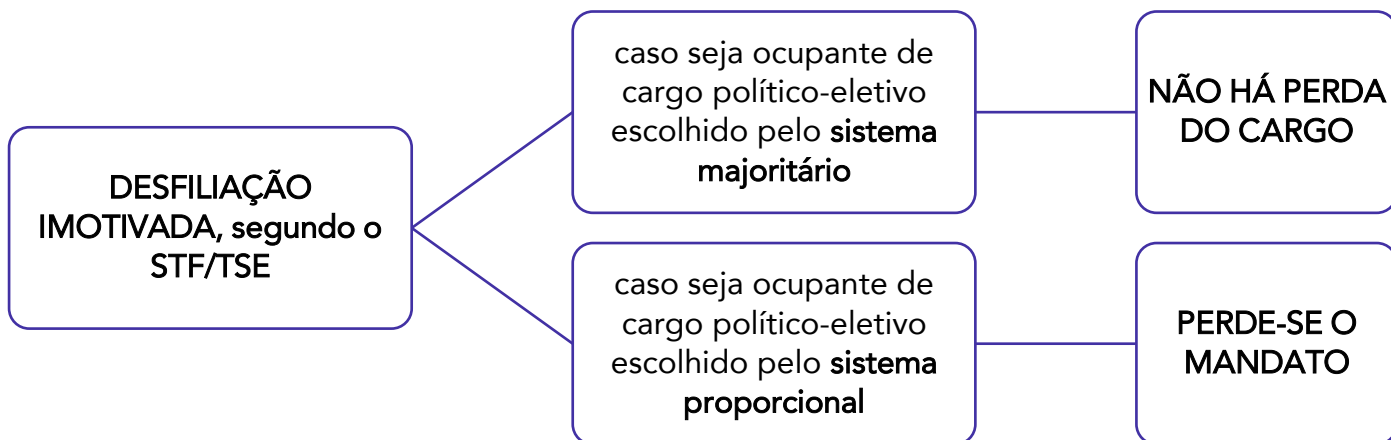 DESFILIAÇÃO
IMOTIVADA, segundo o
STF/TSE
caso seja ocupante de
cargo político-eletivo
escolhido pelo sistema
majoritário
NÃO HÁ PERDA
DO CARGO
caso seja ocupante de
cargo político-eletivo
escolhido pelo sistema
proporcional
PERDE-SE O
MANDATO